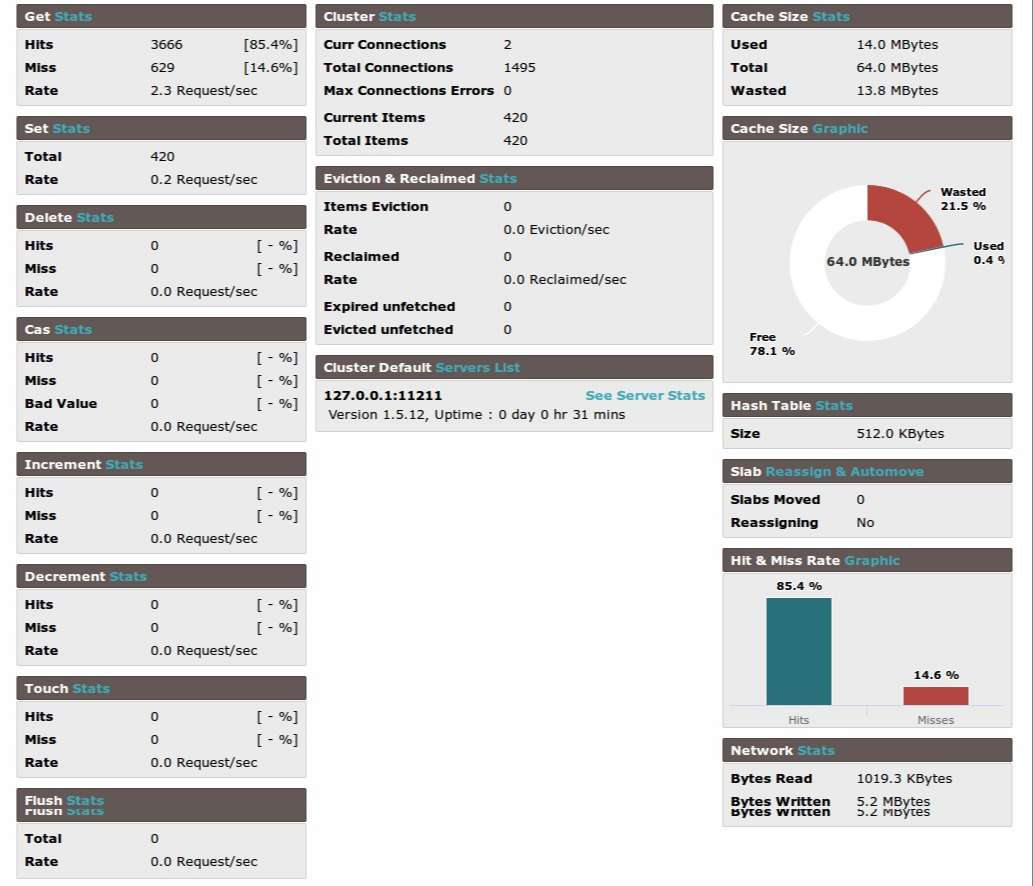 Get Stats
Hits 3666 [85.4%]
Miss 629 [14.6%]
Rate 2.3 Request/sec
Set Stats
Total 420
Rate 0.2 Request/sec
Delete Stats
Hits 0 [ - %]
Miss 0 [ - %]
Rate 0.0 Request/sec
Cas Stats
Hits 0 [ - %]
Miss 0 [ - %]
Bad Value 0 [ - %]
Rate 0.0 Request/sec
Increment Stats
Hits 0 [ - %]
Miss 0 [ - %]
Rate 0.0 Request/sec
Decrement Stats
Hits 0 [ - %]
Miss 0 [ - %]
Rate 0.0 Request/sec
Touch Stats
Hits 0 [ - %]
Miss 0 [ - %]
Rate 0.0 Request/sec
Flush Stats
Flush Stats
Total 0
Rate 0.0 Request/sec
Cluster Stats
Curr Connections 2
Total Connections 1495
Max Connections Errors 0
Current Items 420
Total Items 420
Eviction & Reclaimed Stats
Items Eviction 0
Rate 0.0 Eviction/sec
Reclaimed 0
Rate 0.0 Reclaimed/sec
Expired unfetched 0
Evicted unfetched 0
Cluster Default Servers List
127.0.0.1:11211 See Server Stats
Version 1.5.12, Uptime : 0 day 0 hr 31 mins
Cache Size Stats
Used 14.0 MBytes
Total 64.0 MBytes
Wasted 13.8 MBytes
Cache Size Graphic
Wasted
21.5 %
Used
0.4 %
64.0 MBytes
Free
78.1 %
Hash Table Stats
Size 512.0 KBytes
Slab Reassign & Automove
Slabs Moved 0
Reassigning No
Hit & Miss Rate Graphic
85.4 %
14.6 %
Hits Misses
Network Stats
Bytes Read 1019.3 KBytes
Bytes Written 5.2 MBytes
Bytes Written 5.2 MBytes